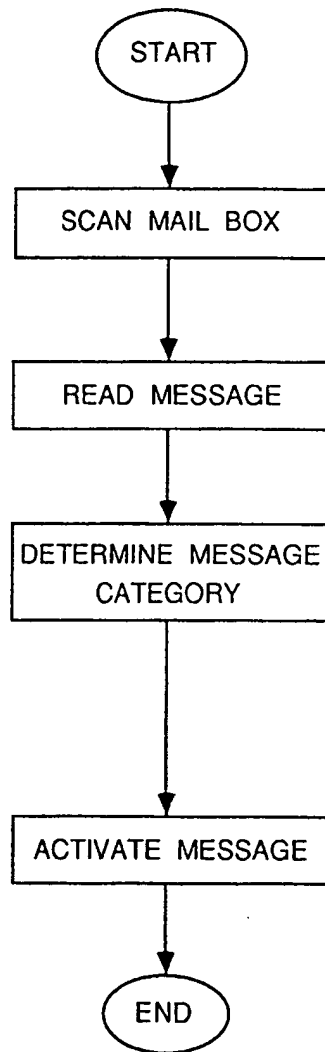 START
SCAN MAIL BOX
READ MESSAGE
DETERMINE MESSAGE
CATEGORY
ACTIVATE MESSAGE
END